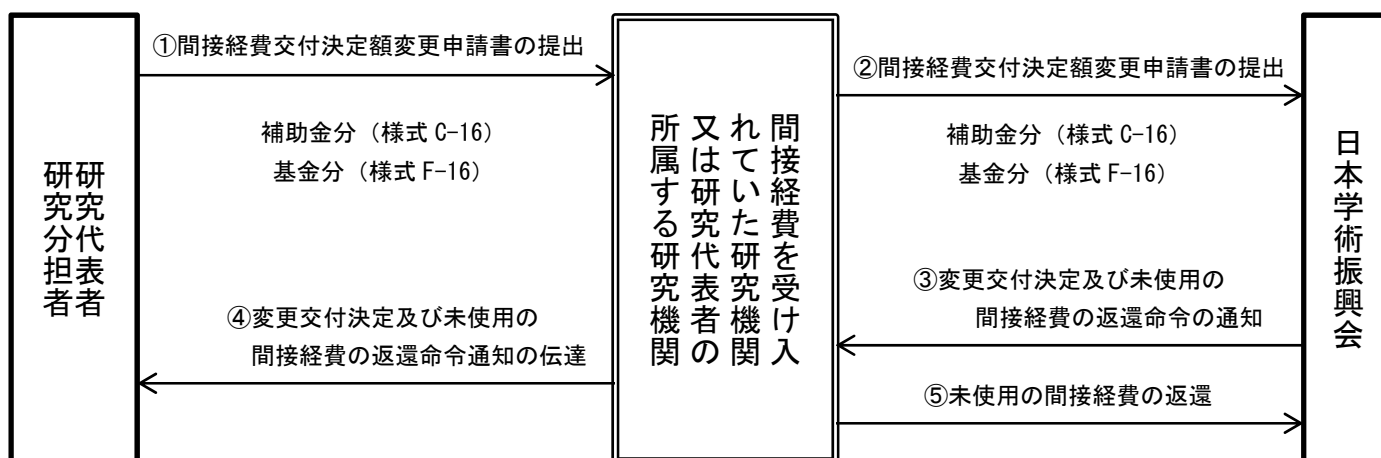 研究代表者
研究分担者
①間接経費交付決定額変更申請書の提出
補助金分（様式 C-16）
基金分（様式 F-16）
④変更交付決定及び未使用の
間接経費の返還命令通知の伝達
間接経費を受け入
れていた研究機関
又は研究代表者の
所属する研究機関
②間接経費交付決定額変更申請書の提出
補助金分（様式 C-16）
基金分（様式 F-16）
③変更交付決定及び未使用の
間接経費の返還命令の通知
⑤未使用の間接経費の返還
日本学術振興会